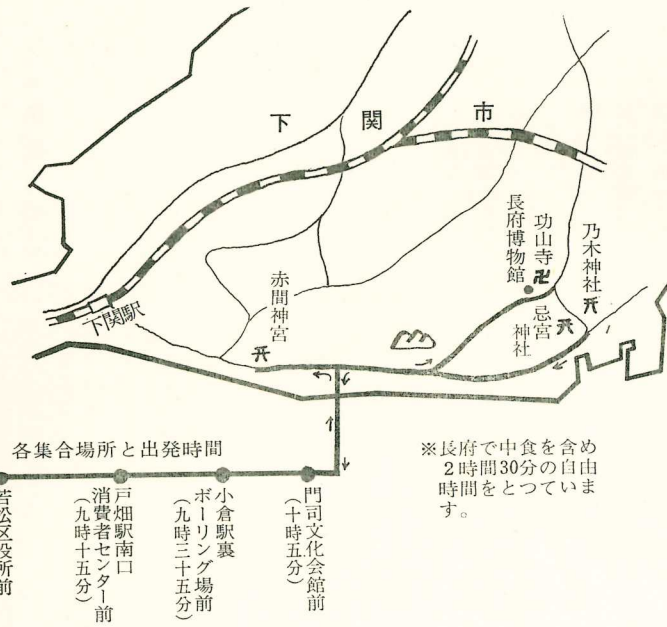 下関市
乃木神社
忌宮
神社
功山寺
長府博物館
赤間神宮
下関駅
各集合場所と出発時間
※長府で中食を含め
2時間30分の自由
時間をとつていま
す。
門司文化会館前
(十時五分)
小倉駅裏
ボーリング場前
(九時三十五分)
戸畑駅南口
消費者センター前
(九時十五分)
若松区役所前